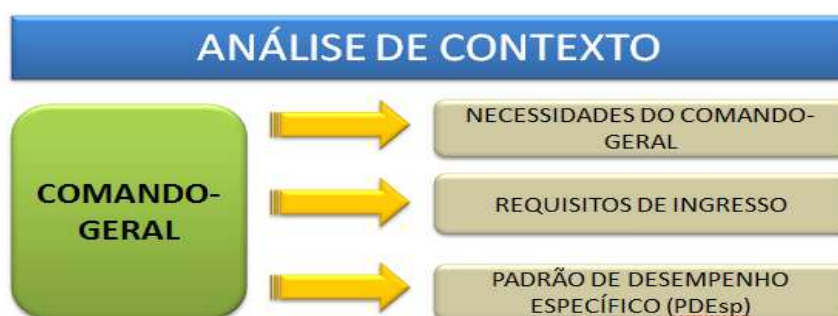 ANÁLISE DE CONTEXTO
COMANDO-
GERAL
NECESSIDADES DO COMANDO-
GERAL
REQUISITOS DE INGRESSO
PADRÃO DE DESEMPENHO
ESPECÍFICO (PDEsp)